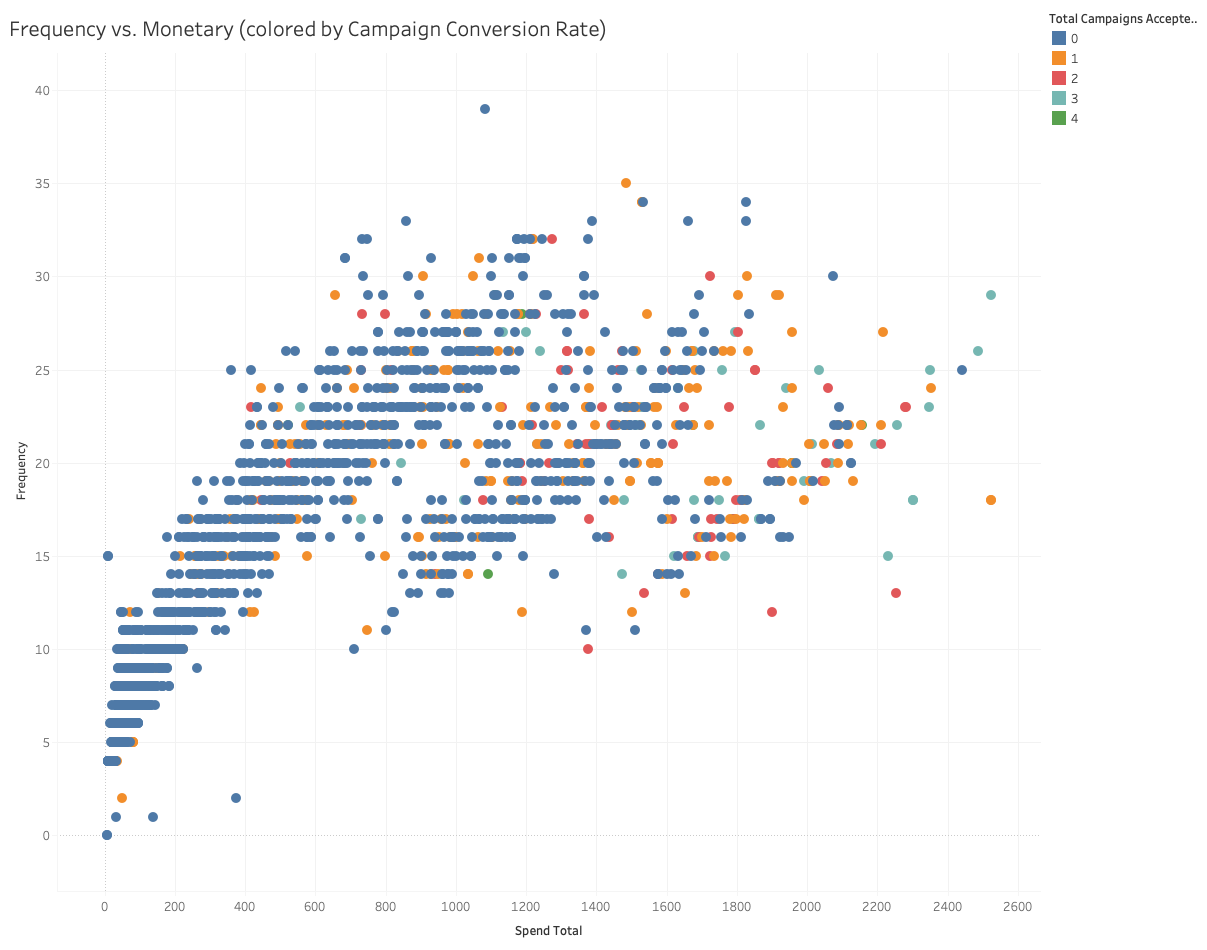 Frequency vs. Monetary (colored by Campaign Conversion Rate)
Total Campaigns Accepte..
0
1
2
3
4
40
35
30
25
20
15
10
5
0
Frequency
0 200 400 600 800 1000 1200 1400 1600 1800 2000 2200 2400 2600
Spend Total